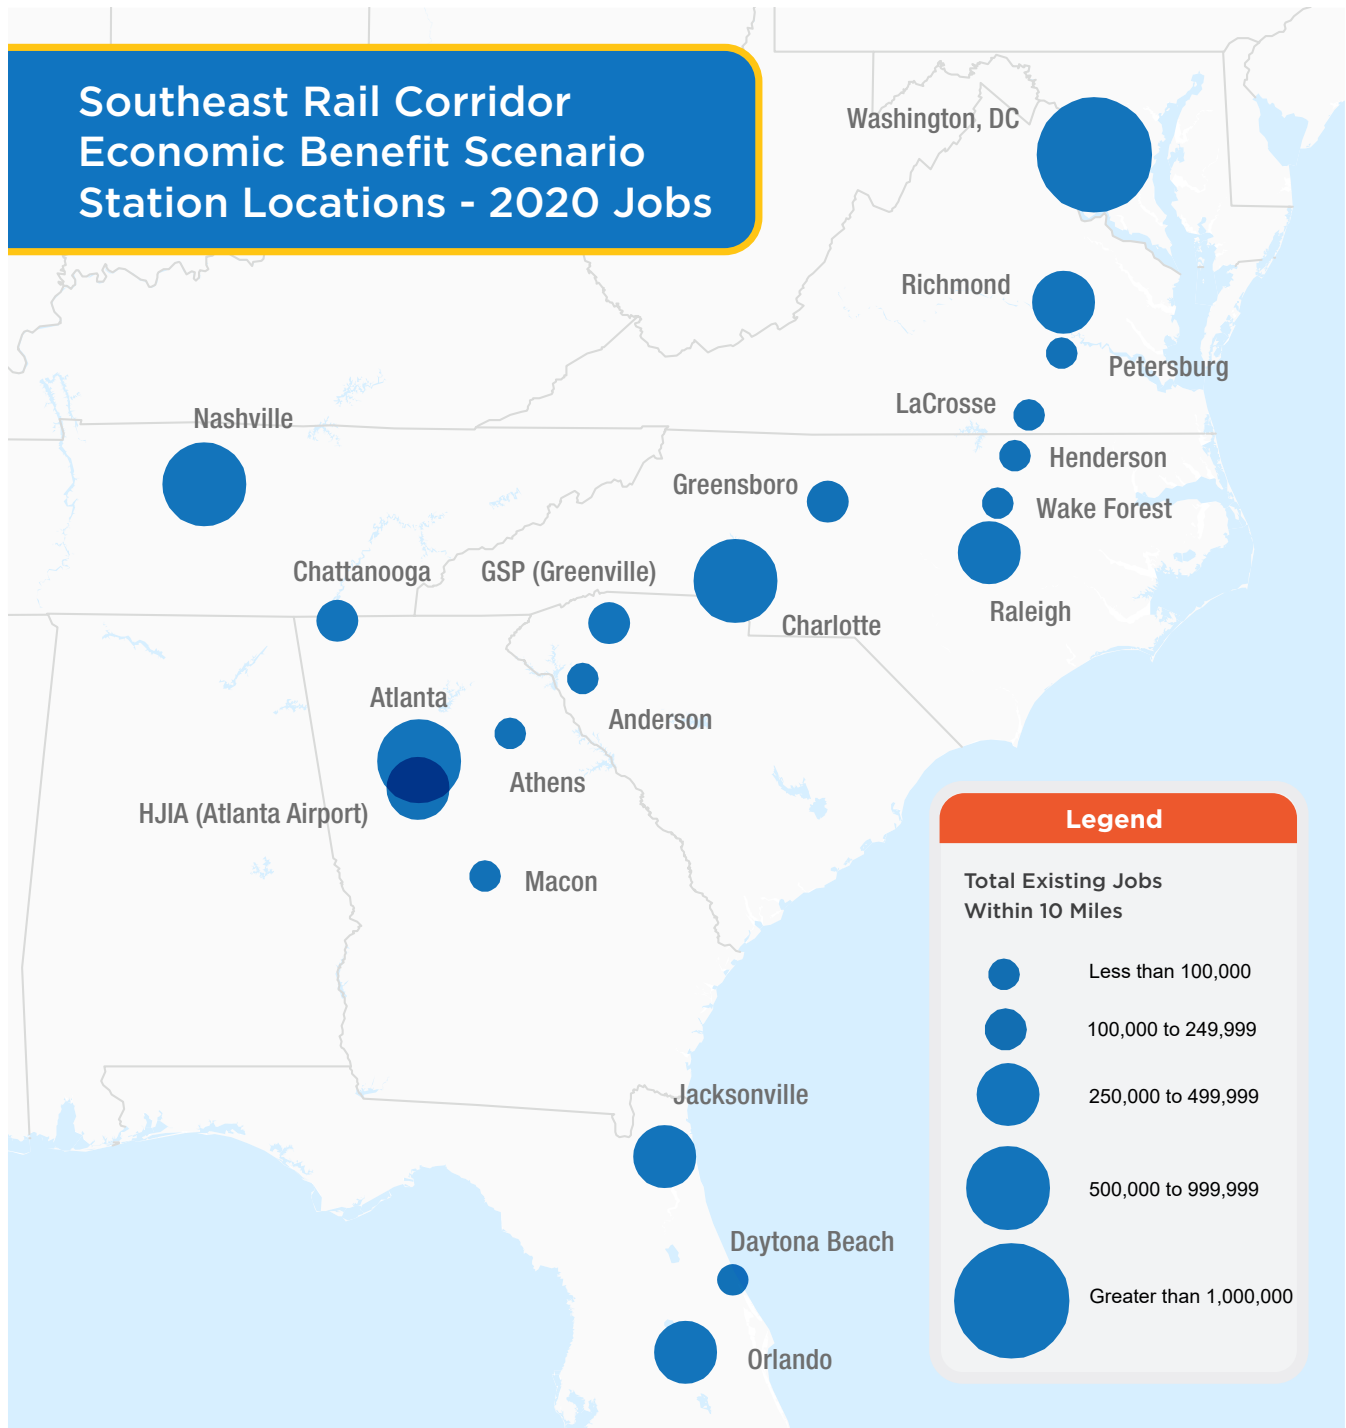 Southeast Rail Corridor
Economic Benefit Scenario
Station Locations - 2020 Jobs
Washington, DC
Richmond
Petersburg
LaCrosse
Nashville
Henderson
Greensboro
Wake Forest
Chattanooga
GSP (Greenville)
Raleigh
Charlotte
Atlanta
Anderson
Athens
HJIA (Atlanta Airport)
Macon
Jacksonville
Daytona Beach
Orlando
Legend
Total Existing Jobs
Within 10 Miles
Less than 100,000
100,000 to 249,999
250,000 to 499,999
500,000 to 999,999
Greater than 1,000,000